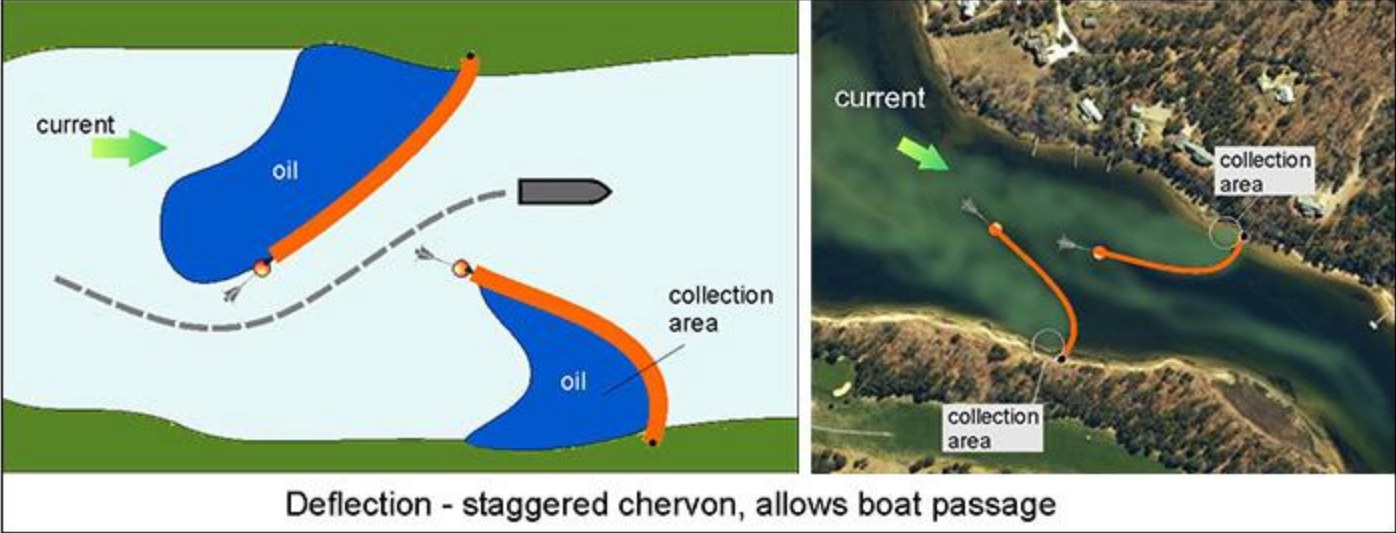 current
oil
collection
area
oil
current
collection
area
collection
area
Deflection - staggered chervon, allows boat passage